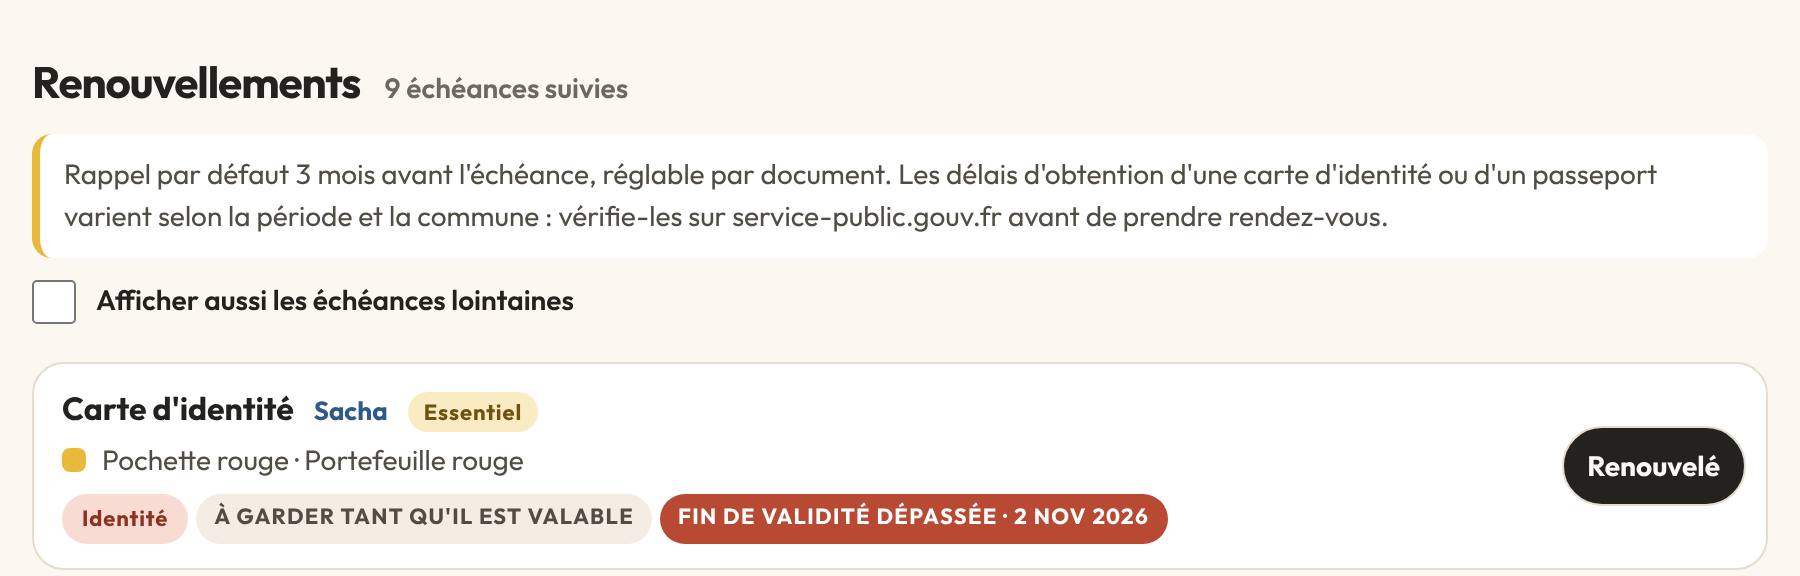 Renouvellements 9 échéances suivies
Rappel par défaut 3 mois avant l'échéance, réglable par document. Les délais d'obtention d'une carte d'identité ou d'un passeport
varient selon la période et la commune : vérifie-les sur service-public.gouv.fr avant de prendre rendez-vous.
Afficher aussi les échéances lointaines
Carte d'identité Sacha Essentiel
Pochette rouge · Portefeuille rouge
Renouvelé
Identité À GARDER TANT QU'IL EST VALABLE FIN DE VALIDITÉ DÉPASSÉE · 2 NOV 2026